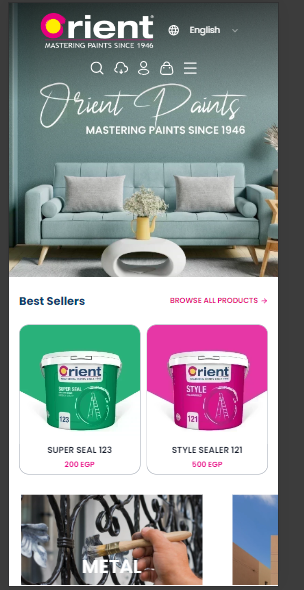 Orient
MASTERING PAINTS SINCE 1946
English
Orient Paints
MASTERING PAINTS SINCE 1946
Best Sellers
BROWSE ALL PRODUCTS →
Orient
SUPER SEAL
123
SUPER SEAL 123
200 EGP
Orient
STYLE
121
STYLE SEALER 121
500 EGP
METAL